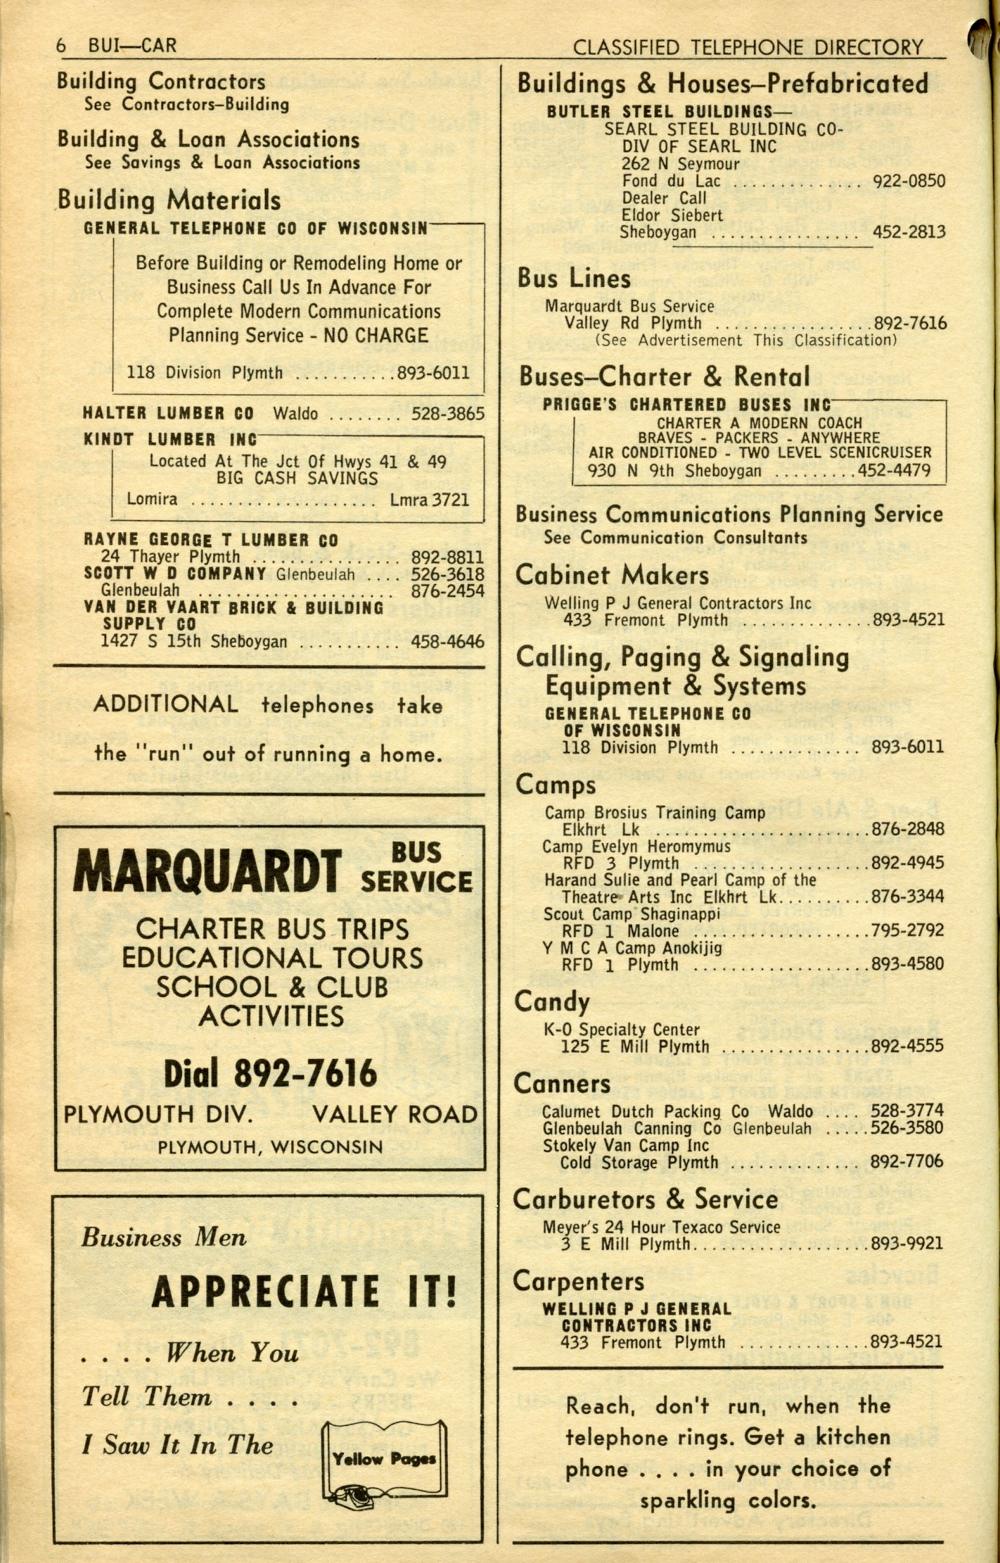 6 BUI—CAR
CLASSIFIED TELEPHONE DIRECTORY
Building Contractors
See Contractors–Building
Building & Loan Associations
See Savings & Loan Associations
Building Materials
GENERAL TELEPHONE CO OF WISCONSIN
Before Building or Remodeling Home or
Business Call Us In Advance For
Complete Modern Communications
Planning Service - NO CHARGE
118 Division Plymth ..........893-6011
HALTER LUMBER CO Waldo ........ 528-3865
KINDT LUMBER INC
Located At The Jct Of Hwys 41 & 49
BIG CASH SAVINGS
Lomira .................... Lmra 3721
RAYNE GEORGE T LUMBER CO
24 Thayer Plymth ................ 892-8811
SCOTT W D COMPANY Glenbeulah .... 526-3618
Glenbeulah ..................... 876-2454
VAN DER VAART BRICK & BUILDING
SUPPLY CO
1427 S 15th Sheboygan ........... 458-4646
ADDITIONAL telephones take
the "run" out of running a home.
MARQUARDT BUS
SERVICE
CHARTER BUS TRIPS
EDUCATIONAL TOURS
SCHOOL & CLUB
ACTIVITIES
Dial 892-7616
PLYMOUTH DIV. VALLEY ROAD
PLYMOUTH, WISCONSIN
Business Men
APPRECIATE IT!
. . . . When You
Tell Them . . . .
I Saw It In The
Yellow Pages
Buildings & Houses–Prefabricated
BUTLER STEEL BUILDINGS—
SEARL STEEL BUILDING CO-
DIV OF SEARL INC
262 N Seymour
Fond du Lac .............. 922-0850
Dealer Call
Eldor Siebert
Sheboygan ................ 452-2813
Bus Lines
Marquardt Bus Service
Valley Rd Plymth .................892-7616
(See Advertisement This Classification)
Buses–Charter & Rental
PRIGGE'S CHARTERED BUSES INC
CHARTER A MODERN COACH
BRAVES - PACKERS - ANYWHERE
AIR CONDITIONED - TWO LEVEL SCENICRUISER
930 N 9th Sheboygan .........452-4479
Business Communications Planning Service
See Communication Consultants
Cabinet Makers
Welling P J General Contractors Inc
433 Fremont Plymth ..............893-4521
Calling, Paging & Signaling
Equipment & Systems
GENERAL TELEPHONE CO
OF WISCONSIN
118 Division Plymth .............. 893-6011
Camps
Camp Brosius Training Camp
Elkhrt Lk .......................876-2848
Camp Evelyn Heromymus
RFD 3 Plymth ...................892-4945
Harand Sulie and Pearl Camp of the
Theatre Arts Inc Elkhrt Lk..........876-3344
Scout Camp Shaginappi
RFD 1 Malone ...................795-2792
Y M C A Camp Anokijig
RFD 1 Plymth ...................893-4580
Candy
K-O Specialty Center
125 E Mill Plymth ................892-4555
Canners
Calumet Dutch Packing Co Waldo .... 528-3774
Glenbeulah Canning Co Glenbeulah .....526-3580
Stokely Van Camp Inc
Cold Storage Plymth .............. 892-7706
Carburetors & Service
Meyer's 24 Hour Texaco Service
3 E Mill Plymth...................893-9921
Carpenters
WELLING P J GENERAL
CONTRACTORS INC
433 Fremont Plymth ..............893-4521
Reach, don't run, when the
telephone rings. Get a kitchen
phone . . . . in your choice of
sparkling colors.